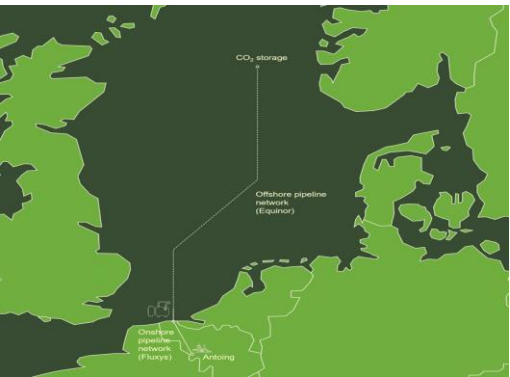 CO₂ storage
Offshore pipeline
network
(Equinor)
Onshore
pipeline
network
(Fluxys)
Antoing